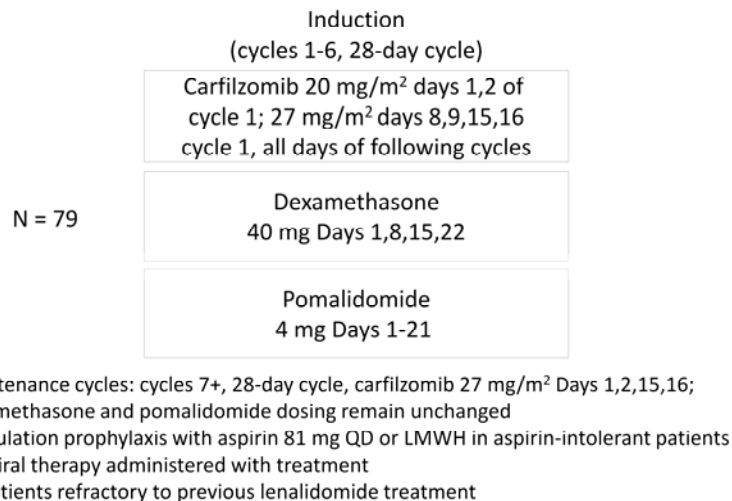 Induction
(cycles 1-6, 28-day cycle)
Carfilzomib 20 mg/m² days 1,2 of
cycle 1; 27 mg/m² days 8,9,15,16
cycle 1, all days of following cycles
N = 79
Dexamethasone
40 mg Days 1,8,15,22
Pomalidomide
4 mg Days 1-21
tenance cycles: cycles 7+, 28-day cycle, carfilzomib 27 mg/m² Days 1,2,15,16;
methasone and pomalidomide dosing remain unchanged
ulation prophylaxis with aspirin 81 mg QD or LMWH in aspirin-intolerant patients
iral therapy administered with treatment
tients refractory to previous lenalidomide treatment